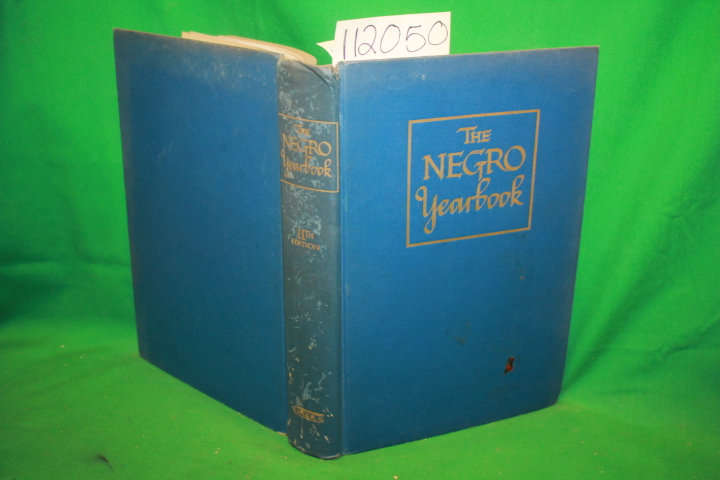 112050
THE
NEGRO
Yearbook
THE
NEGRO
Yearbook
EDITION